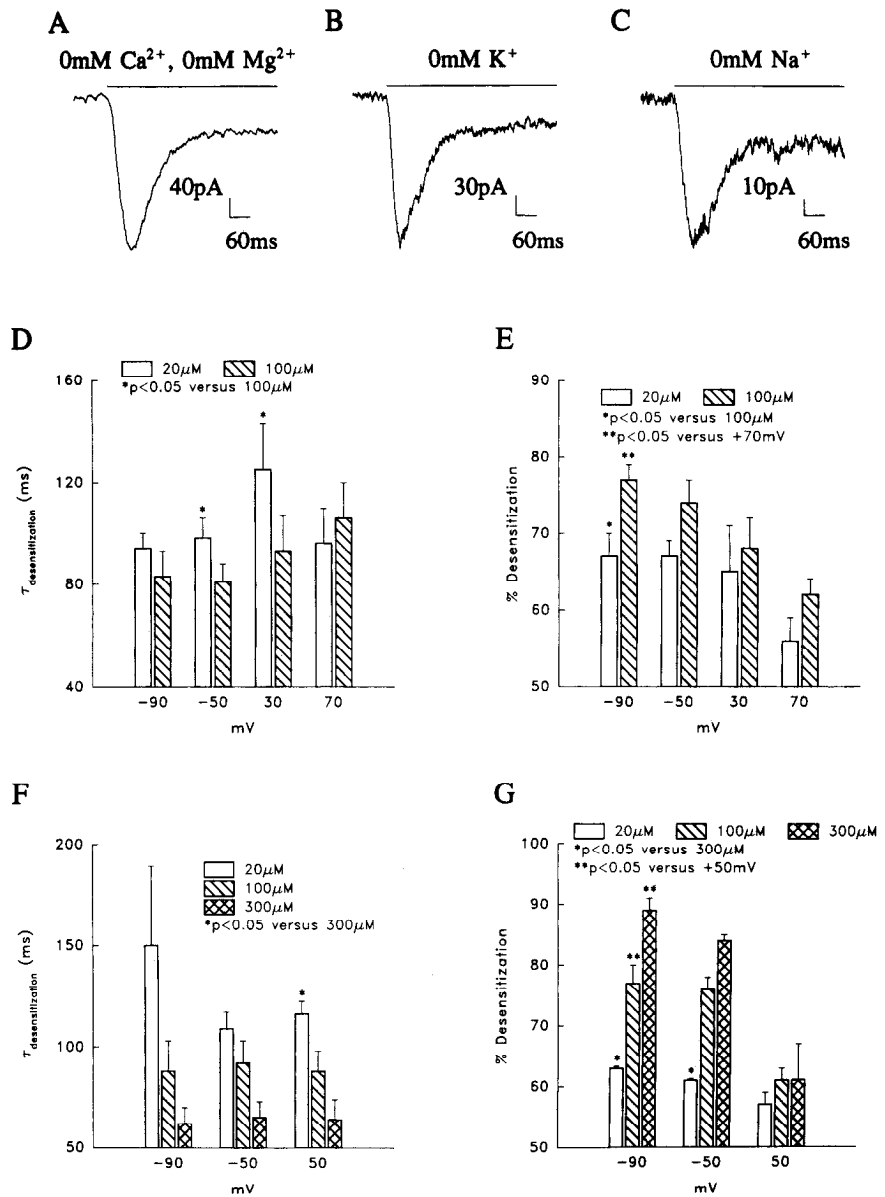 A
B
C
0mM Ca²⁺, 0mM Mg²⁺
0mM K⁺
0mM Na⁺
40pA
60ms
30pA
60ms
10pA
60ms
D
20μM 100μM
*p<0.05 versus 100μM
160
120
80
40
τdesensitization (ms)
* *
-90 -50 30 70
mV
E
20μM 100μM
*p<0.05 versus 100μM
**p<0.05 versus +70mV
90
80
70
60
50
% Desensitization
* **
-90 -50 30 70
mV
F
20μM
100μM
300μM
*p<0.05 versus 300μM
200
150
100
50
τdesensitization (ms)
*
-90 -50 50
mV
G
20μM 100μM 300μM
*p<0.05 versus 300μM
**p<0.05 versus +50mV
100
90
80
70
60
50
% Desensitization
* ** ** *
-90 -50 50
mV